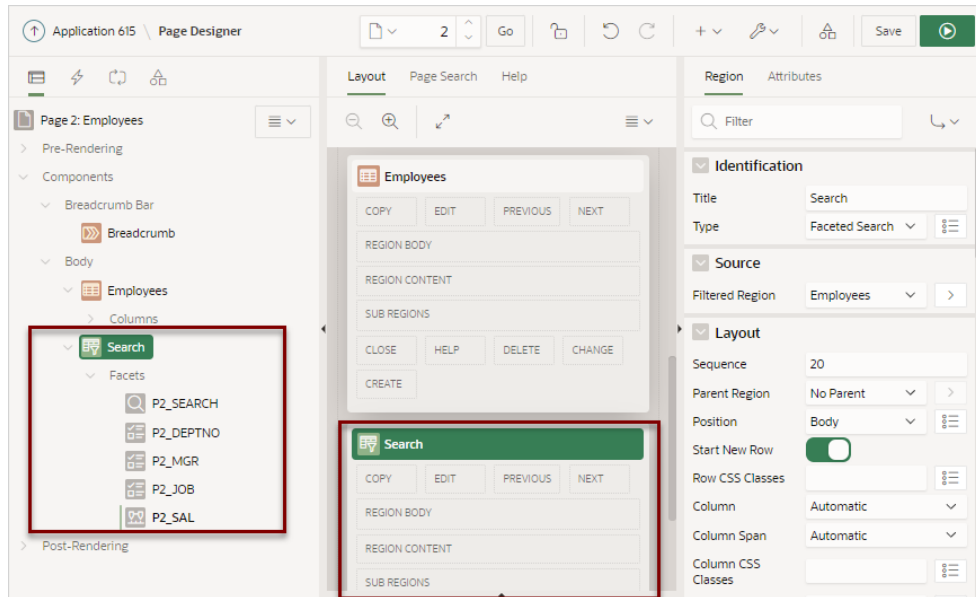 Application 615 \ Page Designer
2
Go
Save
Layout
Page Search
Help
Region
Attributes
Page 2: Employees
Filter
Pre-Rendering
Components
Breadcrumb Bar
Breadcrumb
Body
Employees
Columns
Search
Facets
P2_SEARCH
P2_DEPTNO
P2_MGR
P2_JOB
P2_SAL
Post-Rendering
Employees
COPY
EDIT
PREVIOUS
NEXT
REGION BODY
REGION CONTENT
SUB REGIONS
CLOSE
HELP
DELETE
CHANGE
CREATE
Search
COPY
EDIT
PREVIOUS
NEXT
REGION BODY
REGION CONTENT
SUB REGIONS
Identification
Title
Search
Type
Faceted Search
Source
Filtered Region
Employees
Layout
Sequence
20
Parent Region
No Parent
Position
Body
Start New Row
Row CSS Classes
Column
Automatic
Column Span
Automatic
Column CSS
Classes